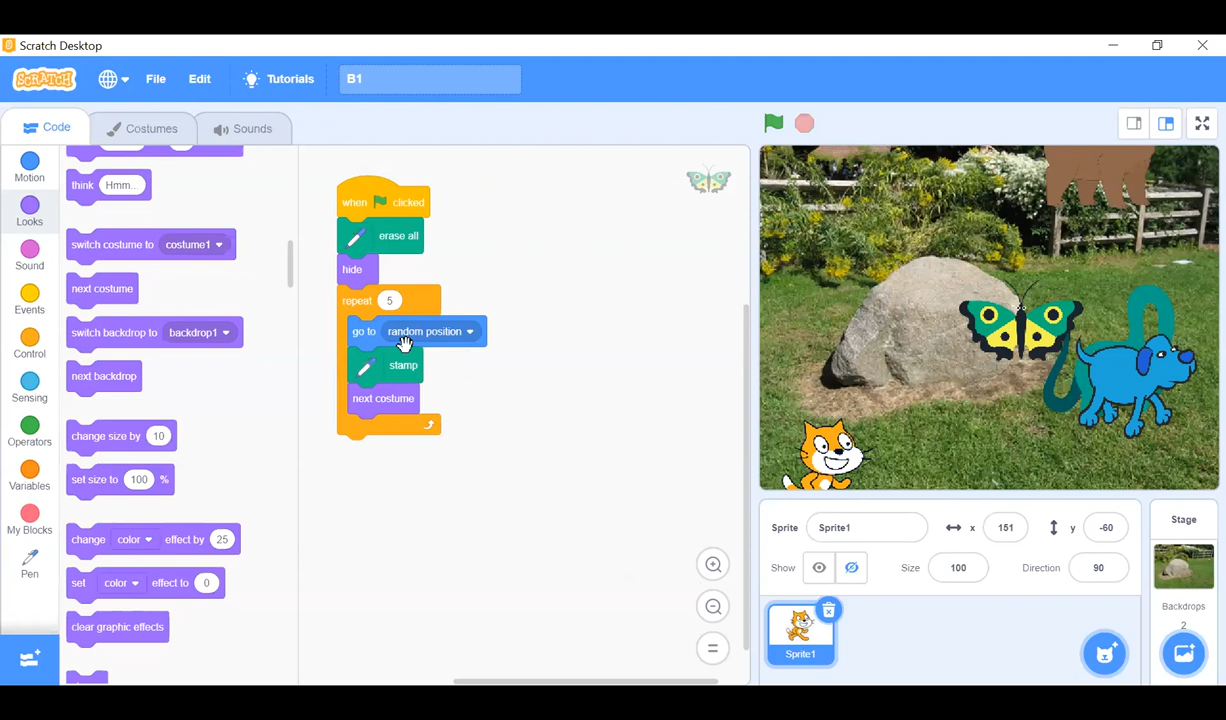 Scratch Desktop
SCRATCH File Edit Tutorials B1
Code Costumes Sounds
Motion
Looks
Sound
Events
Control
Sensing
Operators
Variables
My Blocks
Pen
think Hmm...
switch costume to costume1
next costume
switch backdrop to backdrop1
next backdrop
change size by 10
set size to 100 %
change color effect by 25
set color effect to 0
clear graphic effects
when clicked
erase all
hide
repeat 5
go to random position
stamp
next costume
Sprite Sprite1 x 151 y -60
Show Size 100 Direction 90
Sprite1
Stage
Backdrops
2